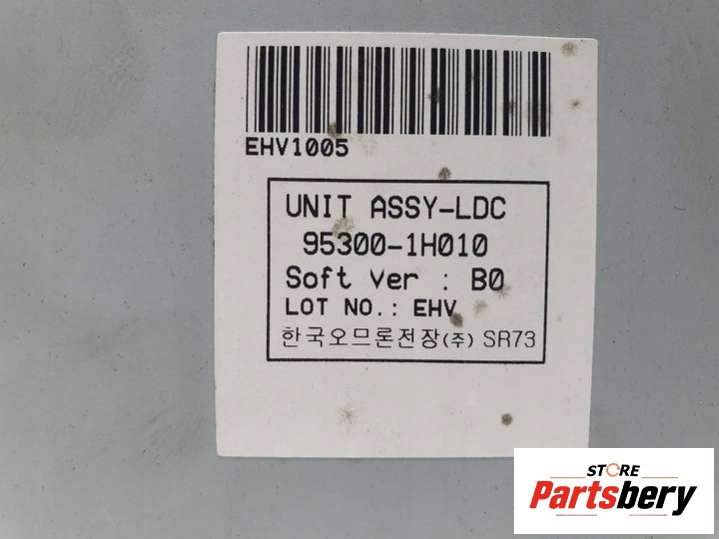 EHV1005
UNIT ASSY-LDC
95300-1H010
Soft Ver : B0
LOT NO.: EHV
한국오므론전장(주) SR73
STORE
Partsbery